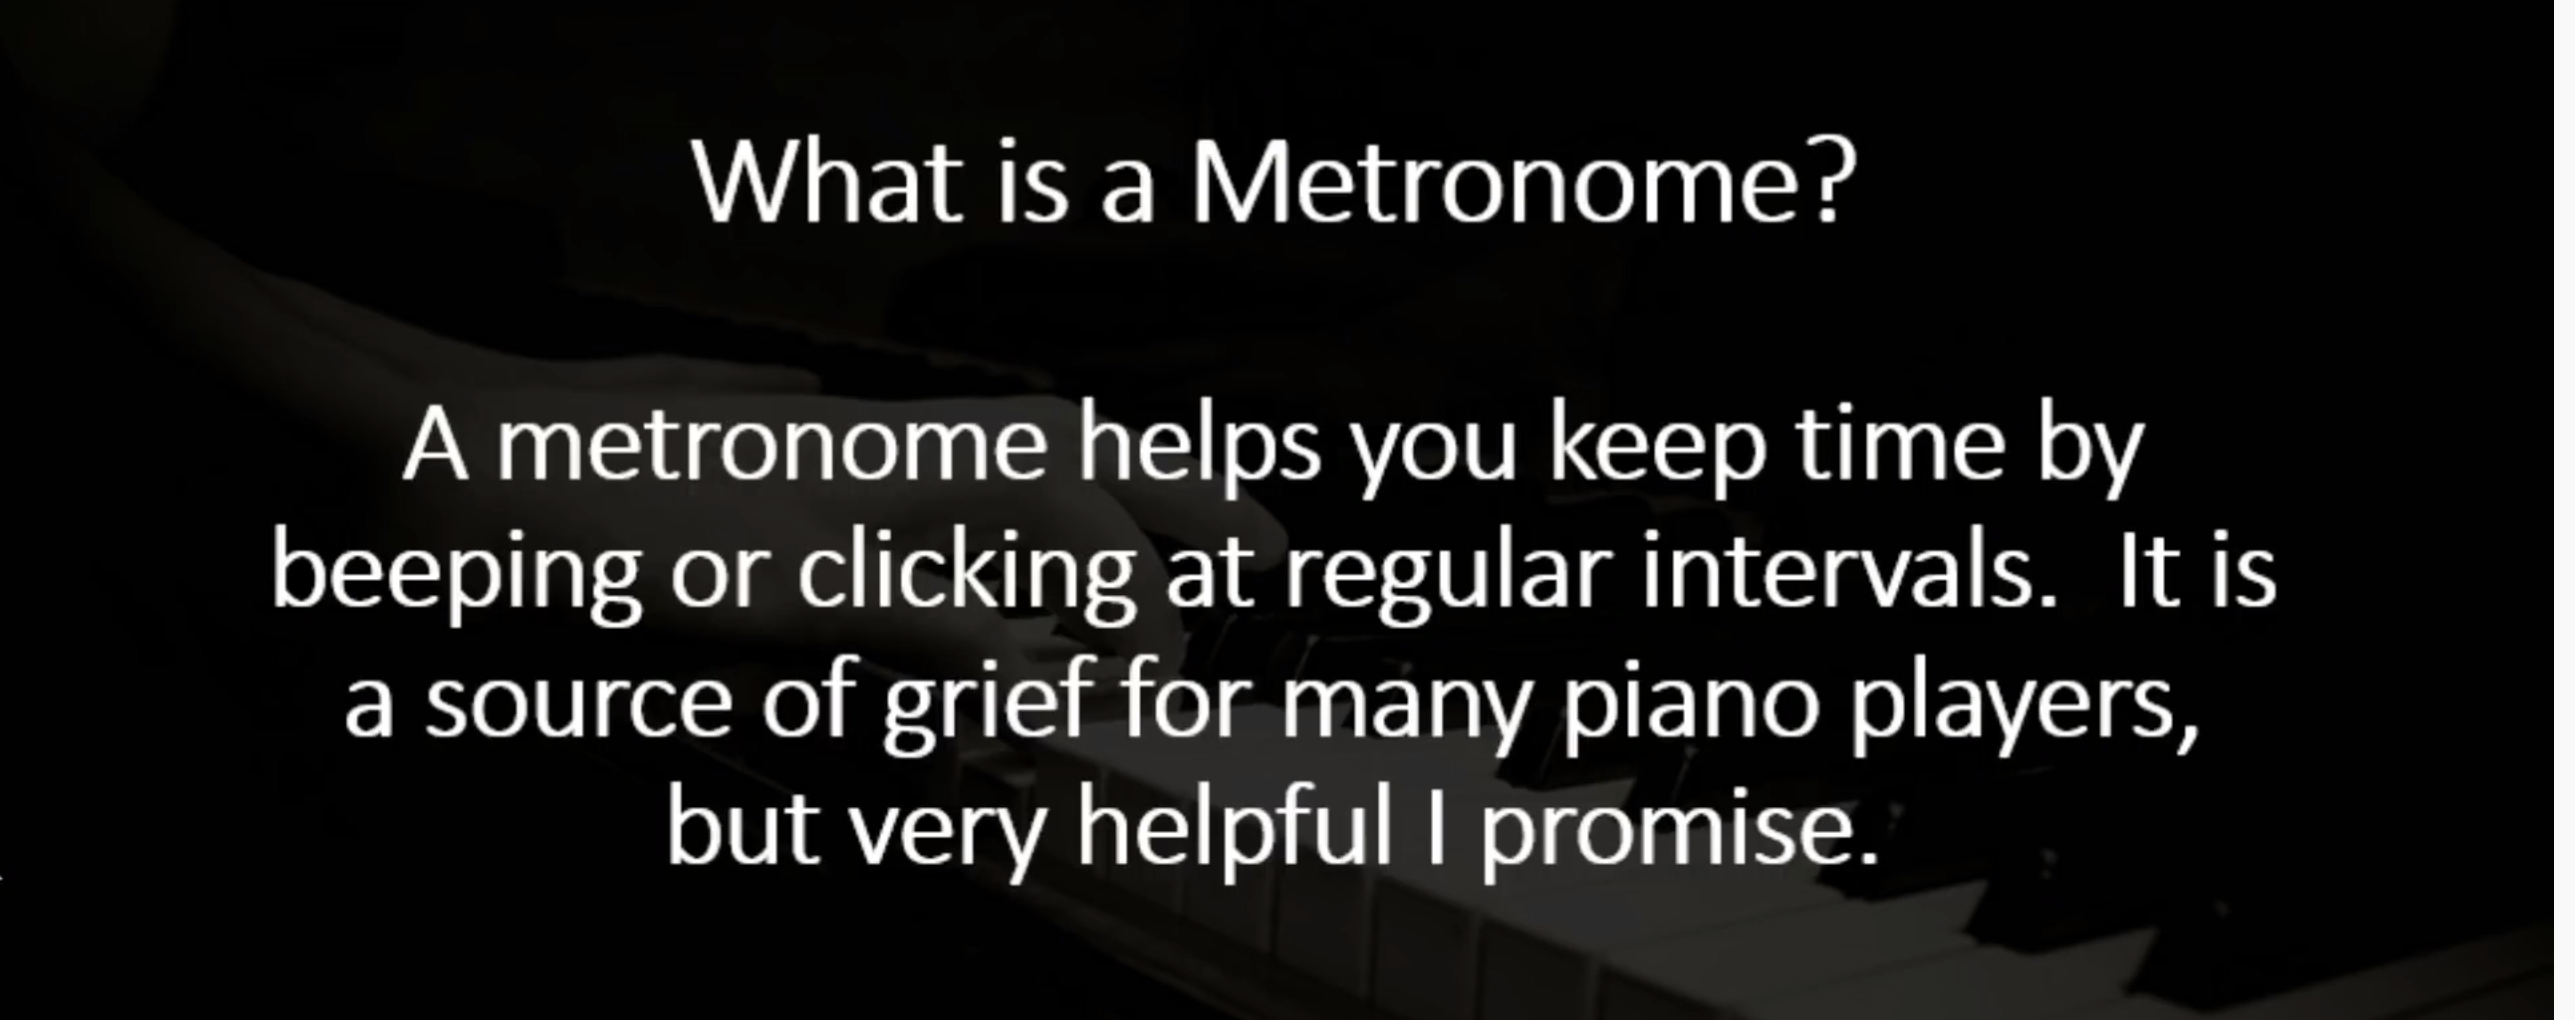 What is a Metronome?
A metronome helps you keep time by
beeping or clicking at regular intervals.  It is
a source of grief for many piano players,
but very helpful I promise.